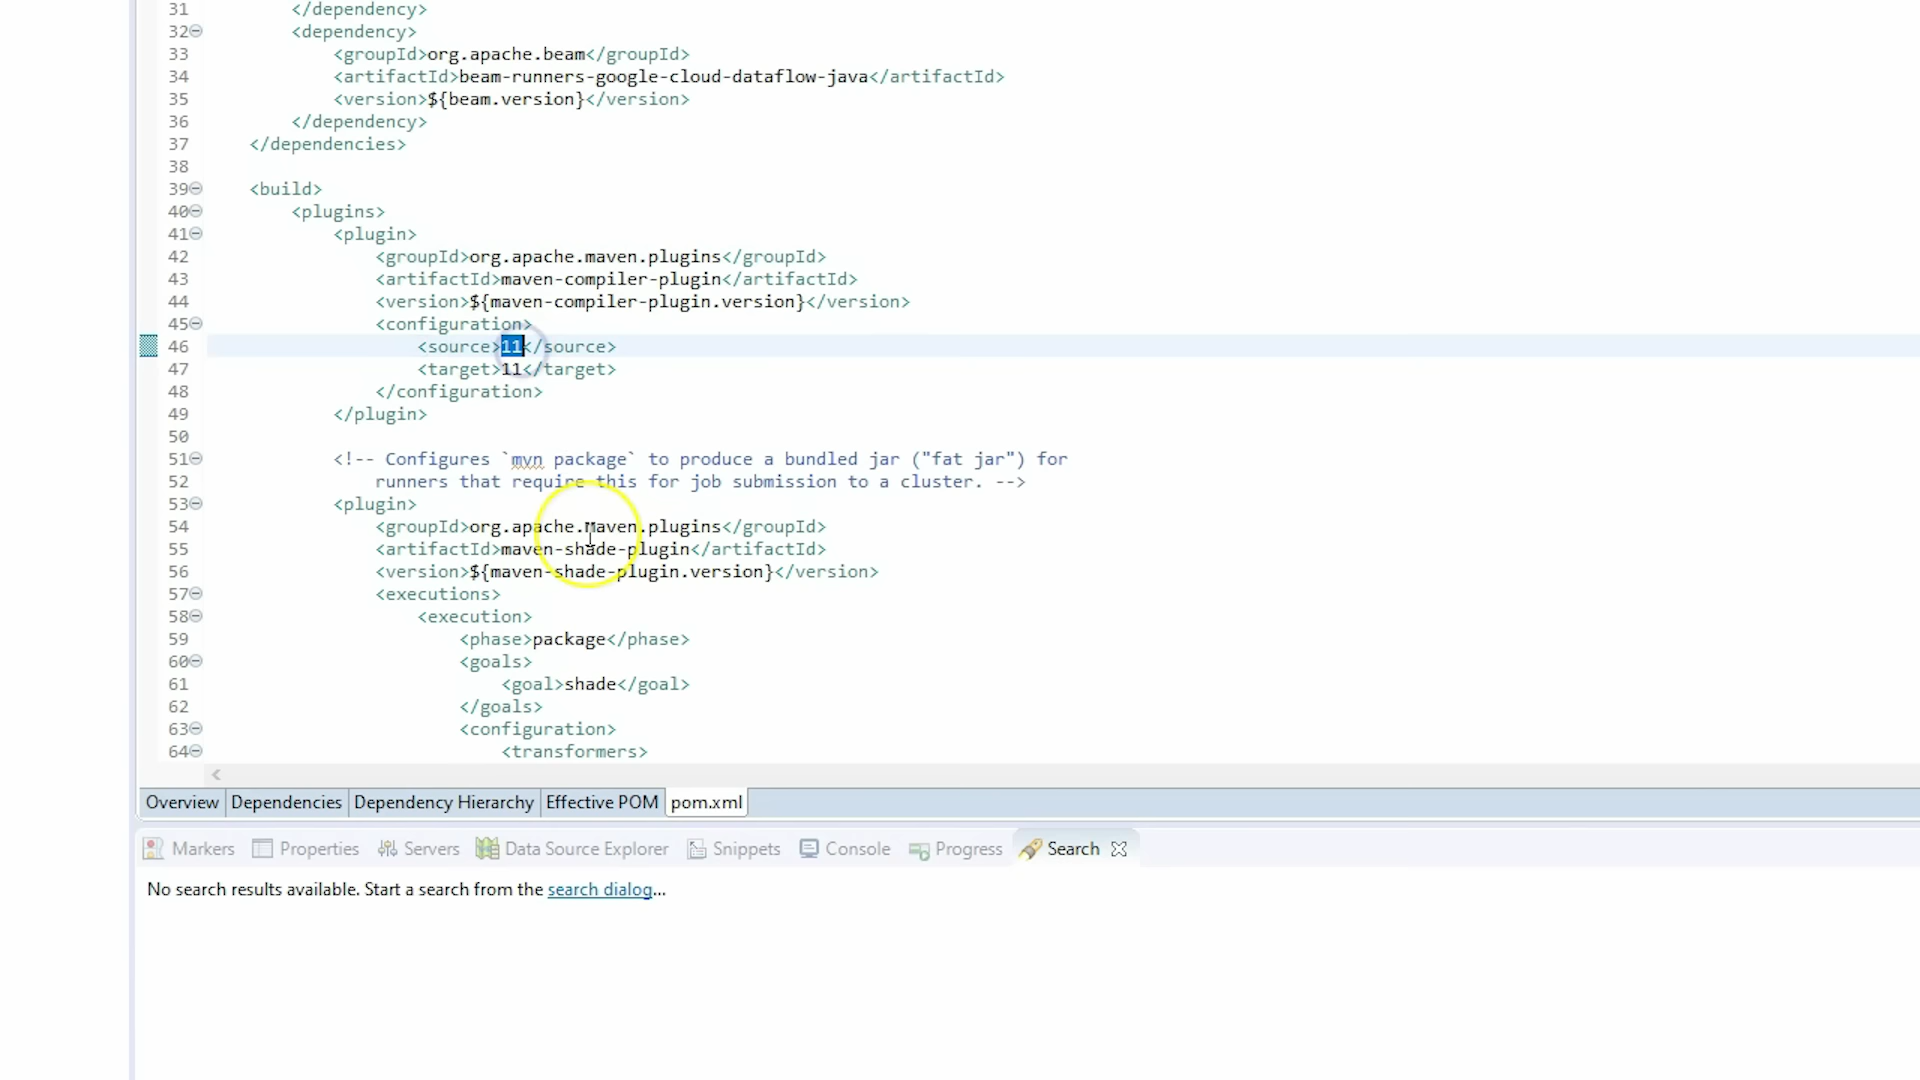 31 </dependency>
32 <dependency>
33 <groupId>org.apache.beam</groupId>
34 <artifactId>beam-runners-google-cloud-dataflow-java</artifactId>
35 <version>${beam.version}</version>
36 </dependency>
37 </dependencies>
38
39 <build>
40 <plugins>
41 <plugin>
42 <groupId>org.apache.maven.plugins</groupId>
43 <artifactId>maven-compiler-plugin</artifactId>
44 <version>${maven-compiler-plugin.version}</version>
45 <configuration>
46 <source>11</source>
47 <target>11</target>
48 </configuration>
49 </plugin>
50
51 <!-- Configures `mvn package` to produce a bundled jar ("fat jar") for
52 runners that require this for job submission to a cluster. -->
53 <plugin>
54 <groupId>org.apache.maven.plugins</groupId>
55 <artifactId>maven-shade-plugin</artifactId>
56 <version>${maven-shade-plugin.version}</version>
57 <executions>
58 <execution>
59 <phase>package</phase>
60 <goals>
61 <goal>shade</goal>
62 </goals>
63 <configuration>
64 <transformers>
Overview Dependencies Dependency Hierarchy Effective POM pom.xml
Markers Properties Servers Data Source Explorer Snippets Console Progress Search
No search results available. Start a search from the search dialog...